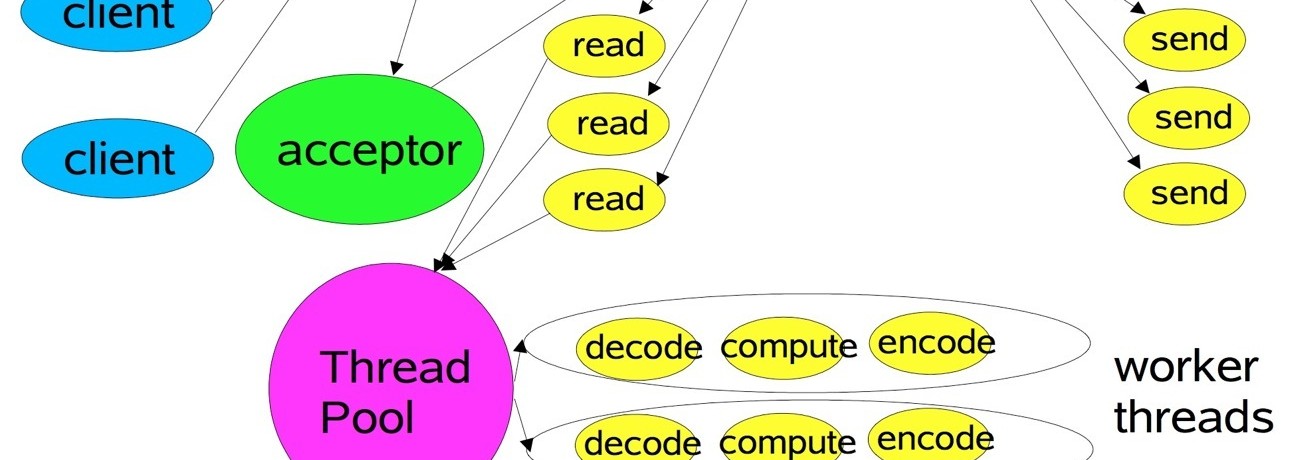 client
read
send
read
send
acceptor
client
read
send
decode
compute
encode
Thread
Pool
worker
threads
decode
compute
encode